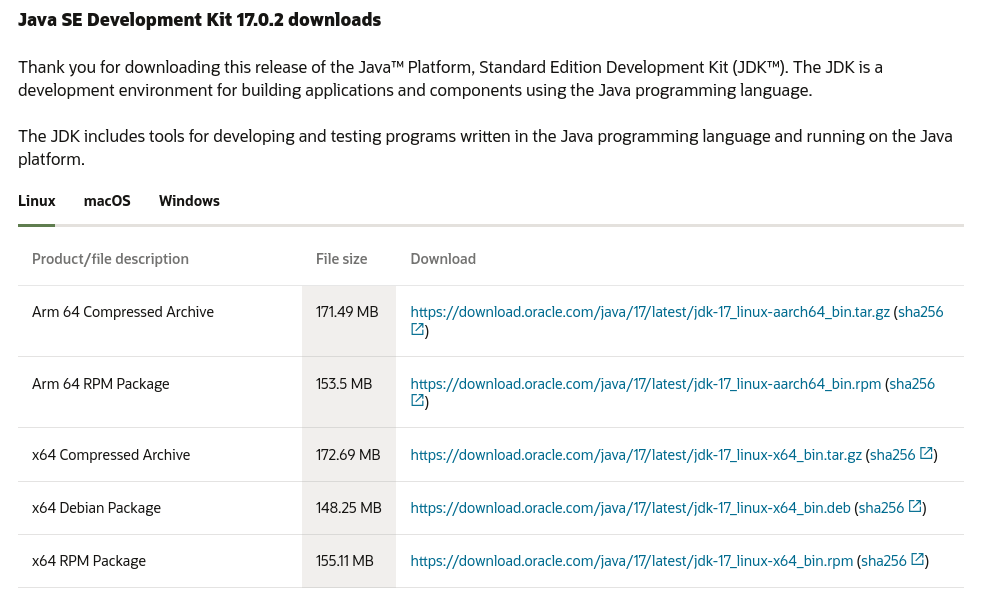 Java SE Development Kit 17.0.2 downloads
Thank you for downloading this release of the Java™ Platform, Standard Edition Development Kit (JDK™). The JDK is a
development environment for building applications and components using the Java programming language.
The JDK includes tools for developing and testing programs written in the Java programming language and running on the Java
platform.
Linux macOS Windows
Product/file description File size Download
Arm 64 Compressed Archive 171.49 MB https://download.oracle.com/java/17/latest/jdk-17_linux-aarch64_bin.tar.gz (sha256
)
Arm 64 RPM Package 153.5 MB https://download.oracle.com/java/17/latest/jdk-17_linux-aarch64_bin.rpm (sha256
)
x64 Compressed Archive 172.69 MB https://download.oracle.com/java/17/latest/jdk-17_linux-x64_bin.tar.gz (sha256 )
x64 Debian Package 148.25 MB https://download.oracle.com/java/17/latest/jdk-17_linux-x64_bin.deb (sha256 )
x64 RPM Package 155.11 MB https://download.oracle.com/java/17/latest/jdk-17_linux-x64_bin.rpm (sha256 )